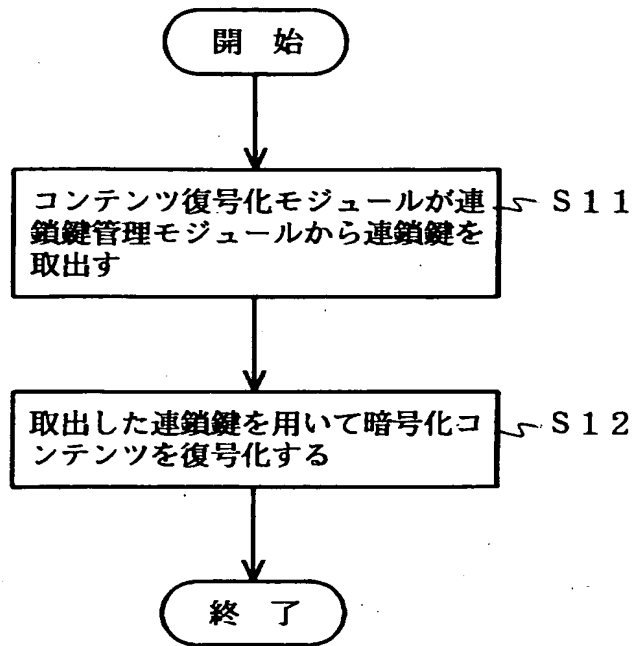 開 始
コンテンツ復号化モジュールが連
鎖鍵管理モジュールから連鎖鍵を
取出す
S11
取出した連鎖鍵を用いて暗号化コ
ンテンツを復号化する
S12
終 了